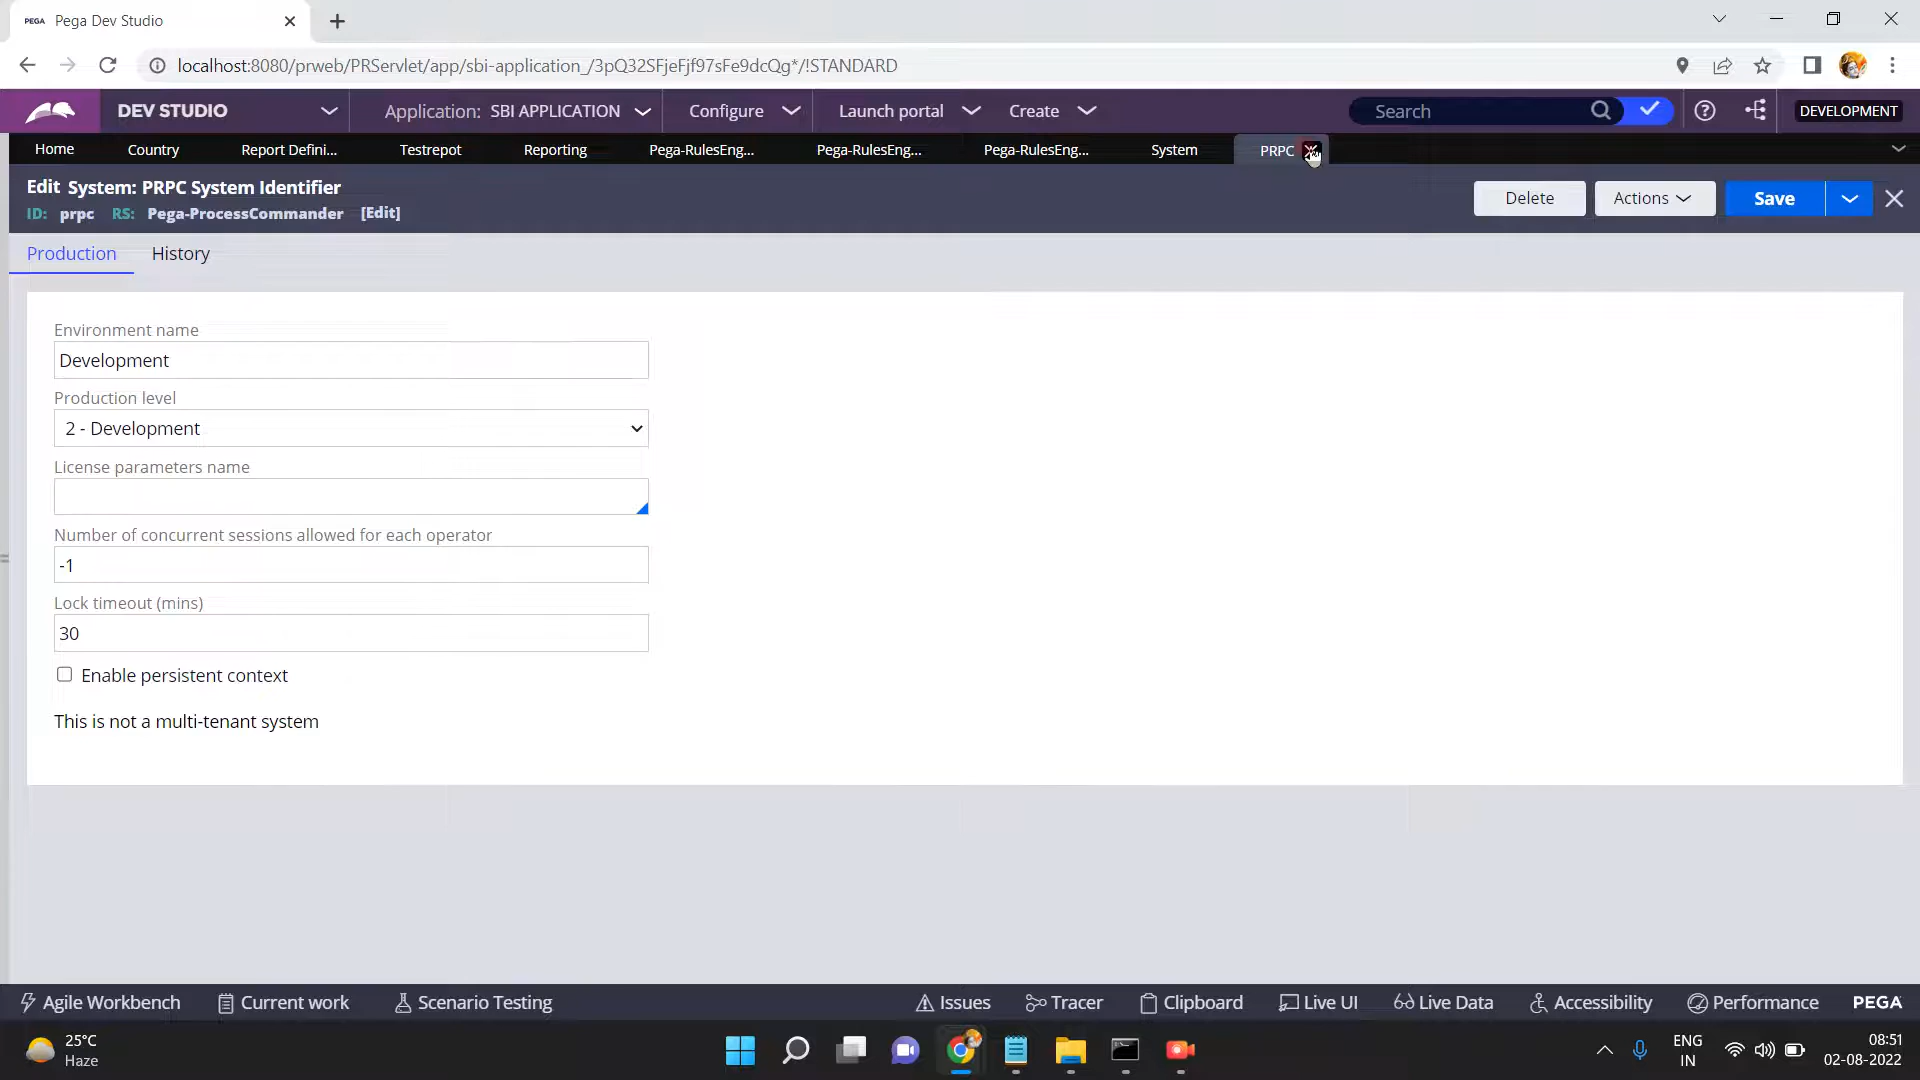 PEGA Pega Dev Studio
localhost:8080/prweb/PRServlet/app/sbi-application_/3pQ32SFjeFjf97sFe9dcQg*/!STANDARD
DEV STUDIO Application: SBI APPLICATION Configure Launch portal Create Search DEVELOPMENT
Home Country Report Defini... Testrepot Reporting Pega-RulesEng... Pega-RulesEng... Pega-RulesEng... System PRPC
Edit System: PRPC System Identifier
ID: prpc RS: Pega-ProcessCommander [Edit]
Delete Actions Save
Production History
Environment name
Development
Production level
2 - Development
License parameters name
Number of concurrent sessions allowed for each operator
-1
Lock timeout (mins)
30
Enable persistent context
This is not a multi-tenant system
Agile Workbench Current work Scenario Testing Issues Tracer Clipboard Live UI Live Data Accessibility Performance PEGA
25°C
Haze
ENG
IN
08:51
02-08-2022